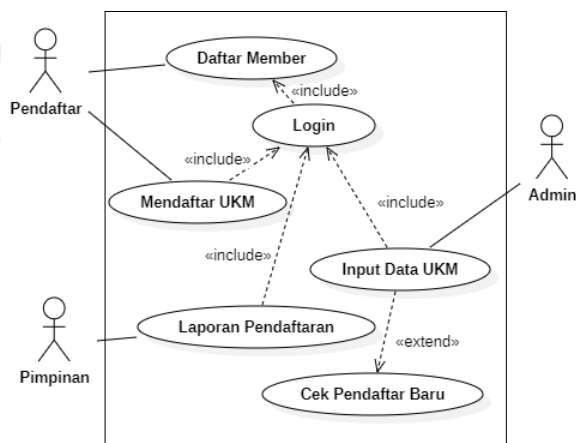 Daftar Member
Pendaftar
«include»
Login
«include»
Mendaftar UKM
«include»
Admin
«include»
Input Data UKM
Laporan Pendaftaran
«extend»
Pimpinan
Cek Pendaftar Baru